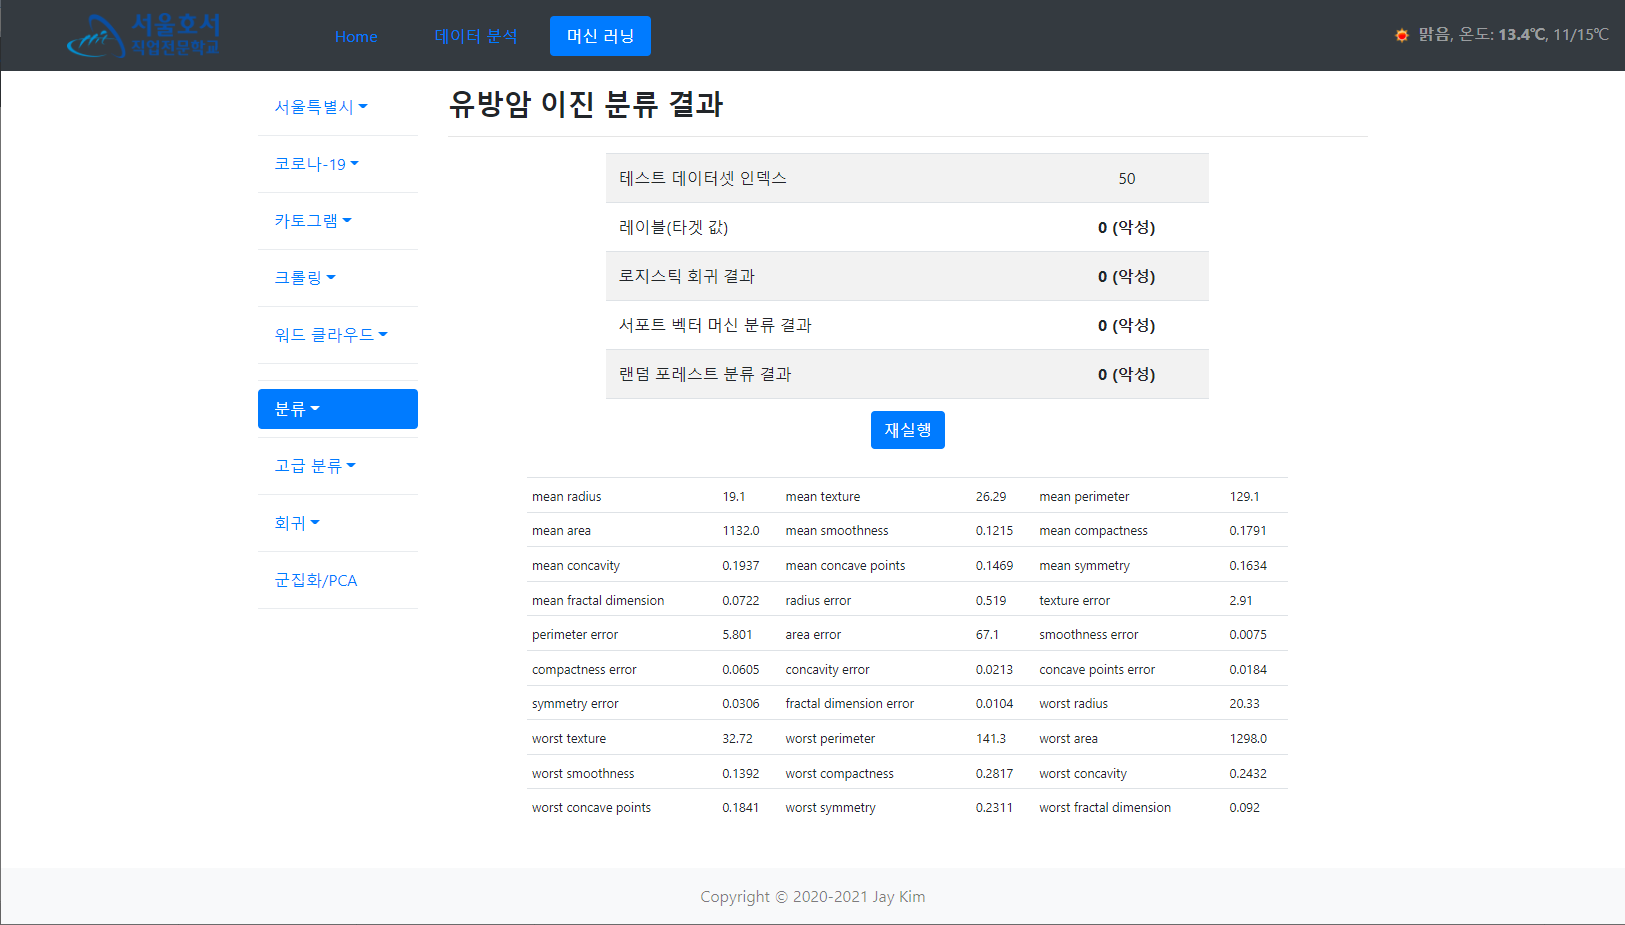 서울호서
직업전문학교
Home 데이터 분석 머신 러닝 맑음, 온도: 13.4℃, 11/15℃
서울특별시
코로나-19
카토그램
크롤링
워드 클라우드
분류
고급 분류
회귀
군집화/PCA
유방암 이진 분류 결과
테스트 데이터셋 인덱스 50
레이블(타겟 값) 0 (악성)
로지스틱 회귀 결과 0 (악성)
서포트 벡터 머신 분류 결과 0 (악성)
랜덤 포레스트 분류 결과 0 (악성)
재실행
mean radius 19.1 mean texture 26.29 mean perimeter 129.1
mean area 1132.0 mean smoothness 0.1215 mean compactness 0.1791
mean concavity 0.1937 mean concave points 0.1469 mean symmetry 0.1634
mean fractal dimension 0.0722 radius error 0.519 texture error 2.91
perimeter error 5.801 area error 67.1 smoothness error 0.0075
compactness error 0.0605 concavity error 0.0213 concave points error 0.0184
symmetry error 0.0306 fractal dimension error 0.0104 worst radius 20.33
worst texture 32.72 worst perimeter 141.3 worst area 1298.0
worst smoothness 0.1392 worst compactness 0.2817 worst concavity 0.2432
worst concave points 0.1841 worst symmetry 0.2311 worst fractal dimension 0.092
Copyright © 2020-2021 Jay Kim